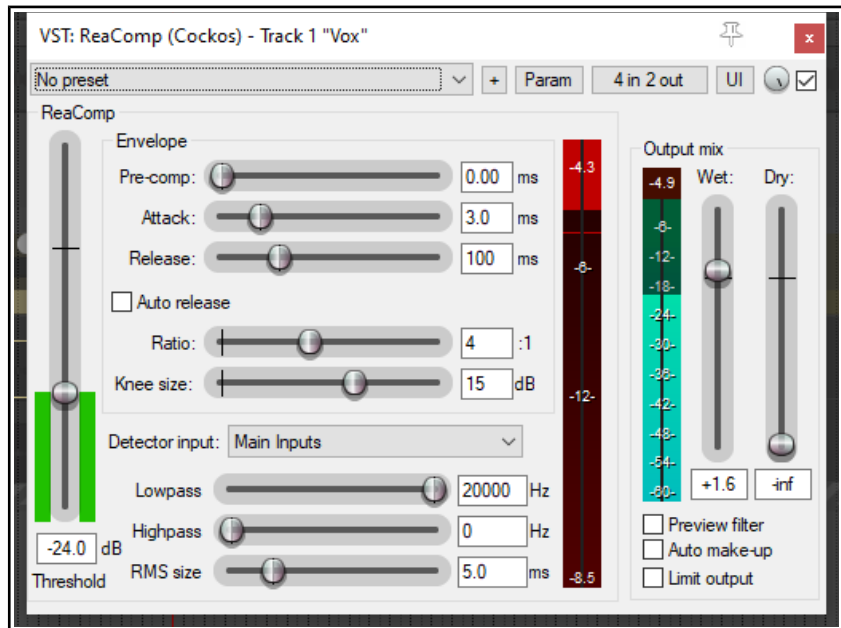 VST: ReaComp (Cockos) - Track 1 "Vox"
x
No preset
+
Param
4 in 2 out
UI
ReaComp
Envelope
Pre-comp: 0.00 ms
Attack: 3.0 ms
Release: 100 ms
Auto release
Ratio: 4 :1
Knee size: 15 dB
Detector input: Main Inputs
Lowpass 20000 Hz
Highpass 0 Hz
RMS size 5.0 ms
-24.0 dB
Threshold
-4.3
-6-
-12-
-8.5
Output mix
-4.9 Wet: Dry:
-6-
-12-
-18-
-24-
-30-
-36-
-42-
-48-
-54-
-60-
+1.6 -inf
Preview filter
Auto make-up
Limit output